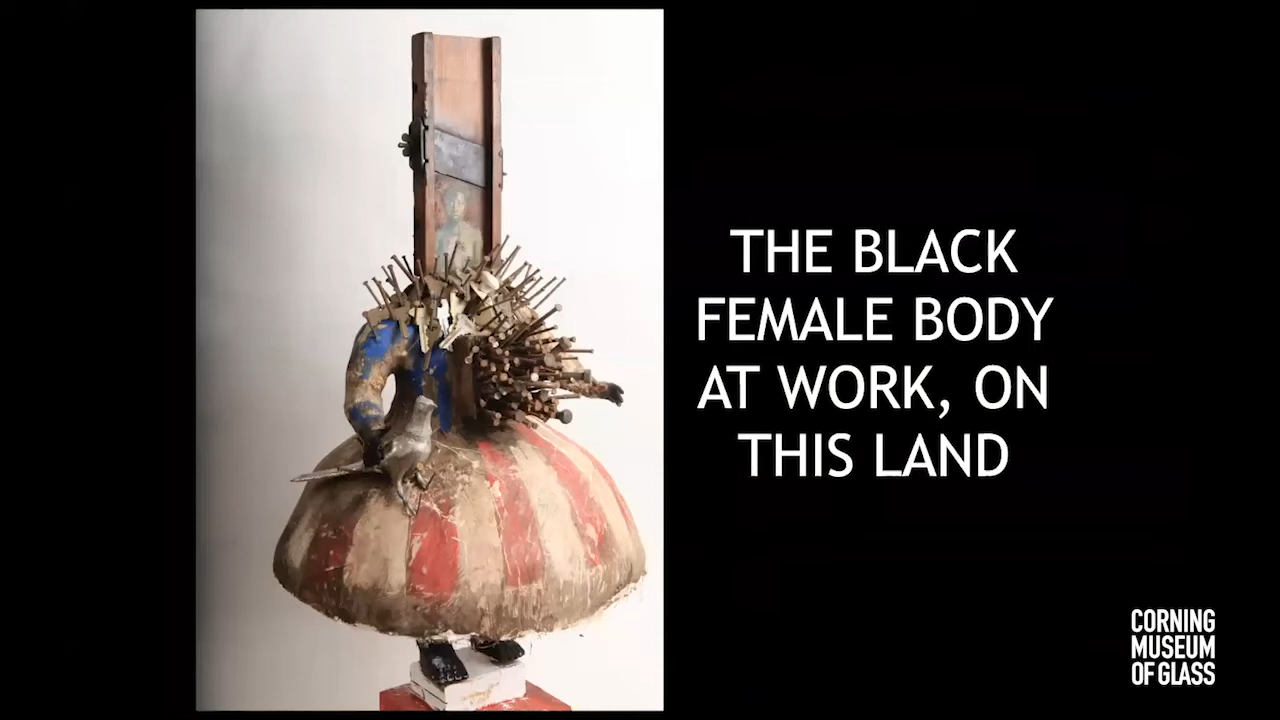 THE BLACK
FEMALE BODY
AT WORK, ON
THIS LAND
CORNING
MUSEUM
OF GLASS